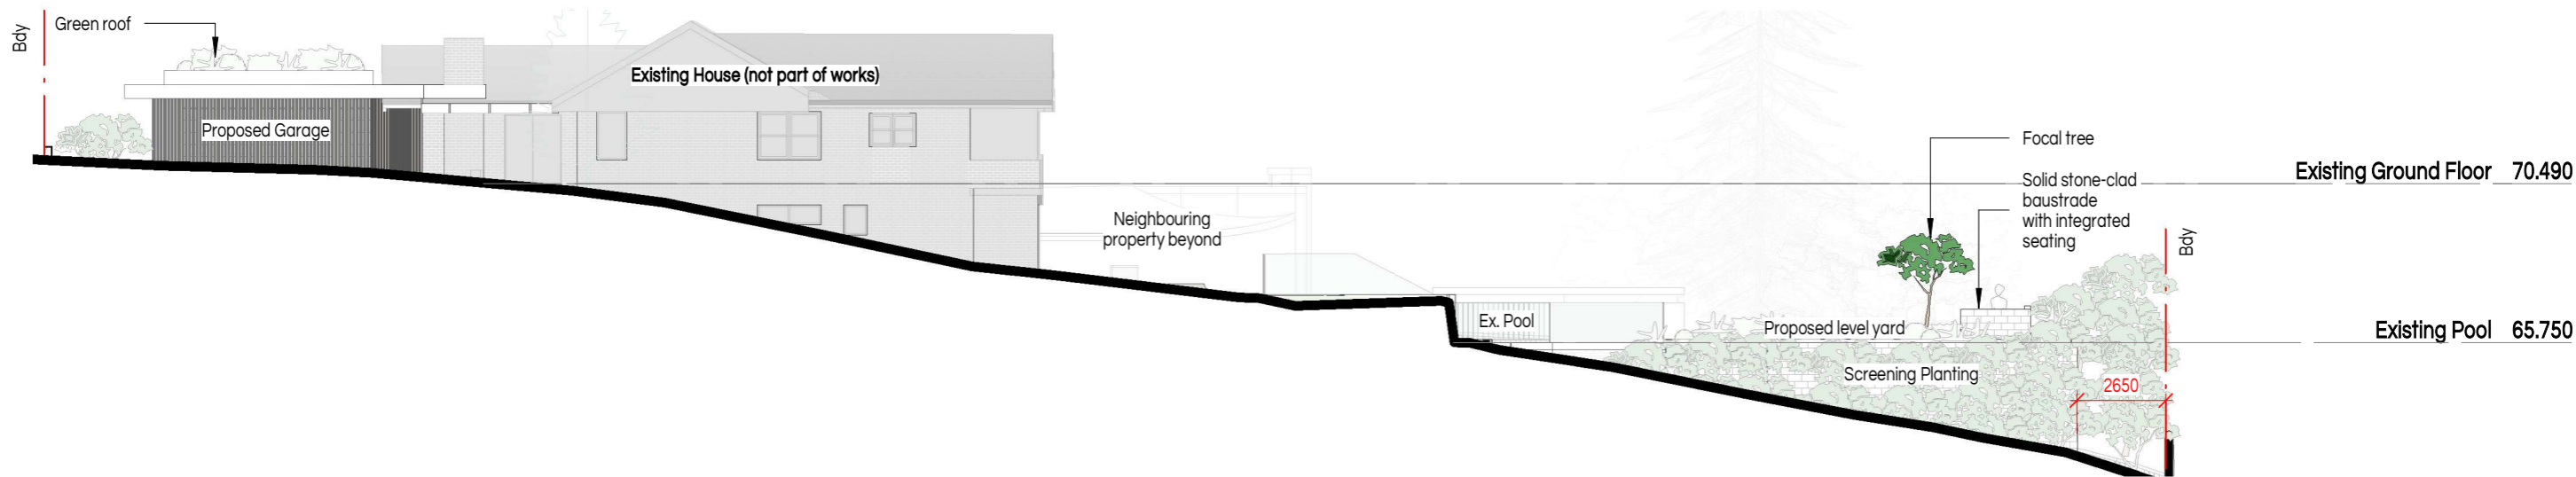 Bdy
Green roof
Existing House (not part of works)
Proposed Garage
Focal tree
Existing Ground Floor 70.490
Solid stone-clad
baustrade
with integrated
seating
Neighbouring
property beyond
Bdy
Ex. Pool
Proposed level yard
Existing Pool 65.750
Screening Planting
2650